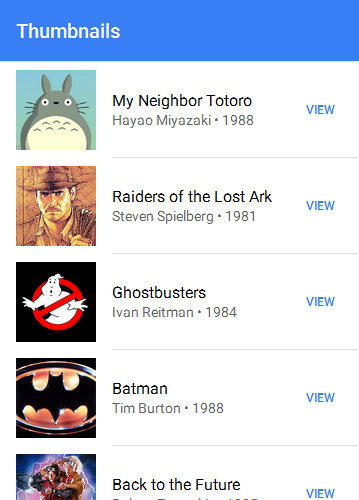 Thumbnails
My Neighbor Totoro
Hayao Miyazaki • 1988
VIEW
Raiders of the Lost Ark
Steven Spielberg • 1981
VIEW
Ghostbusters
Ivan Reitman • 1984
VIEW
Batman
Tim Burton • 1988
VIEW
Back to the Future
VIEW